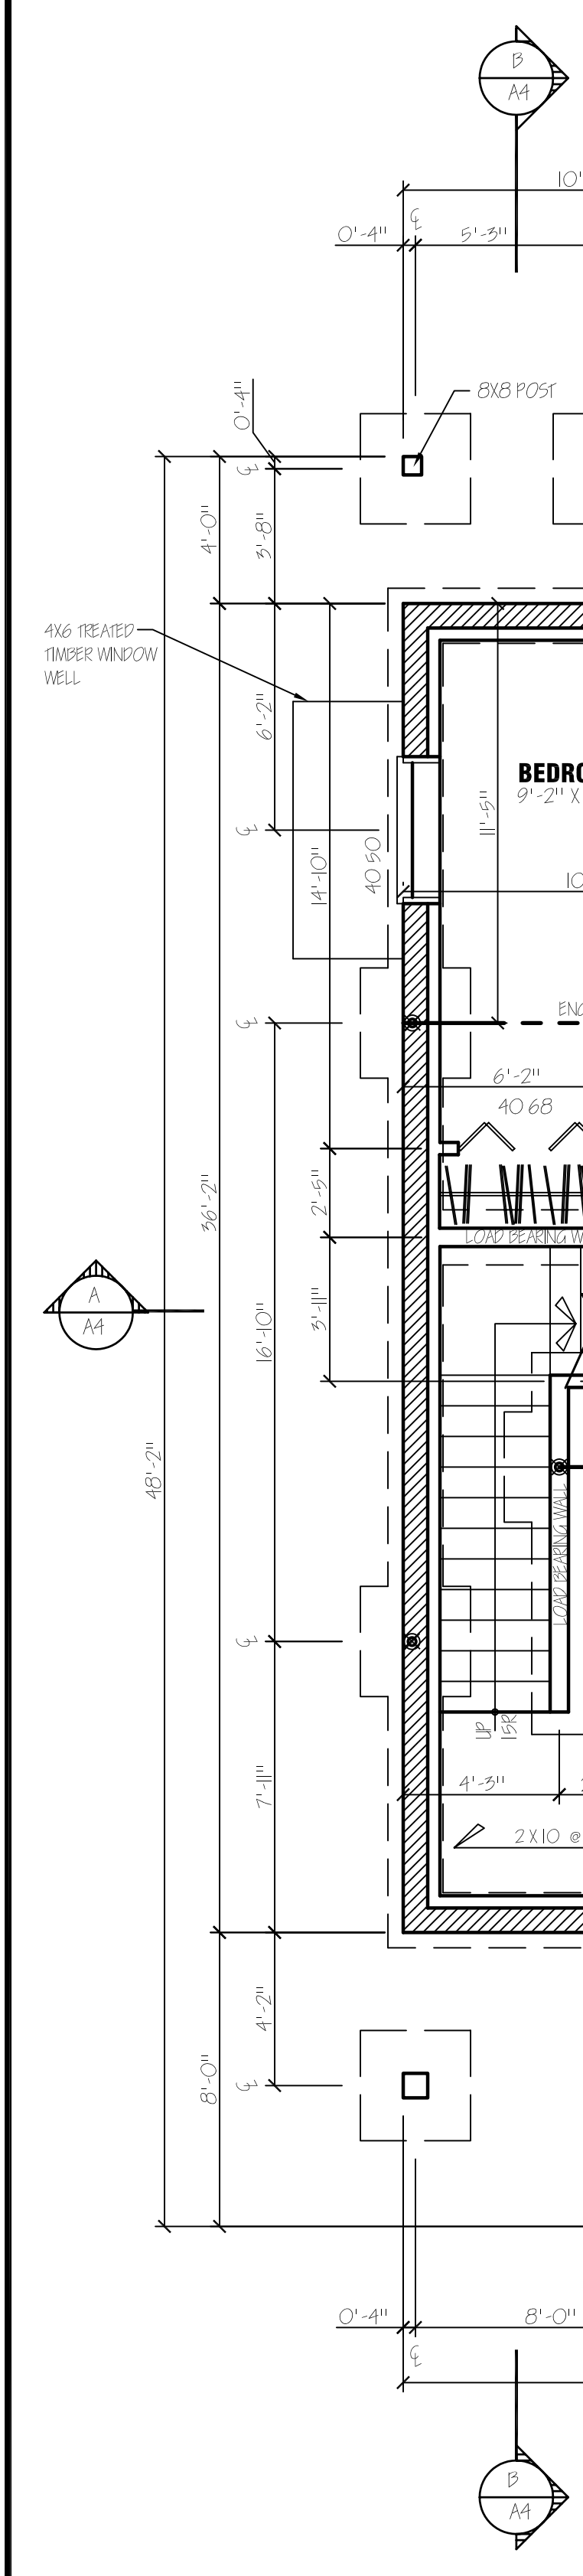 B
A4
10'
0'-4"
℄
5'-3"
8X8 POST
0'-4"
℄
4'-0"
3'-8"
4X6 TREATED
TIMBER WINDOW
WELL
6'-2"
BEDRO
9'-2" X
11'-5"
℄
14'-10"
40 50
10
ENG
℄
6'-2"
40 68
36'-2"
2'-5"
LOAD BEARING W
A
A4
3'-11"
16'-10"
48'-2"
LOAD BEARING WALL
℄
UP
15R
7'-11"
4'-3"
2 X 10 @
4'-2"
8'-0"
℄
0'-4"
8'-0"
℄
B
A4